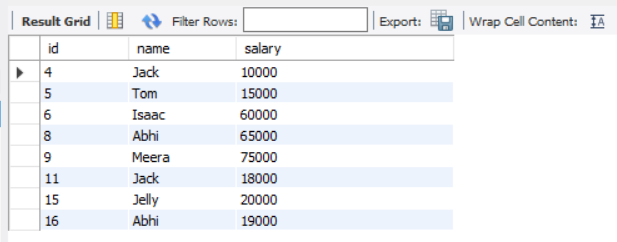 Result Grid Filter Rows: Export: Wrap Cell Content: IA
id name salary
4 Jack 10000
5 Tom 15000
6 Isaac 60000
8 Abhi 65000
9 Meera 75000
11 Jack 18000
15 Jelly 20000
16 Abhi 19000